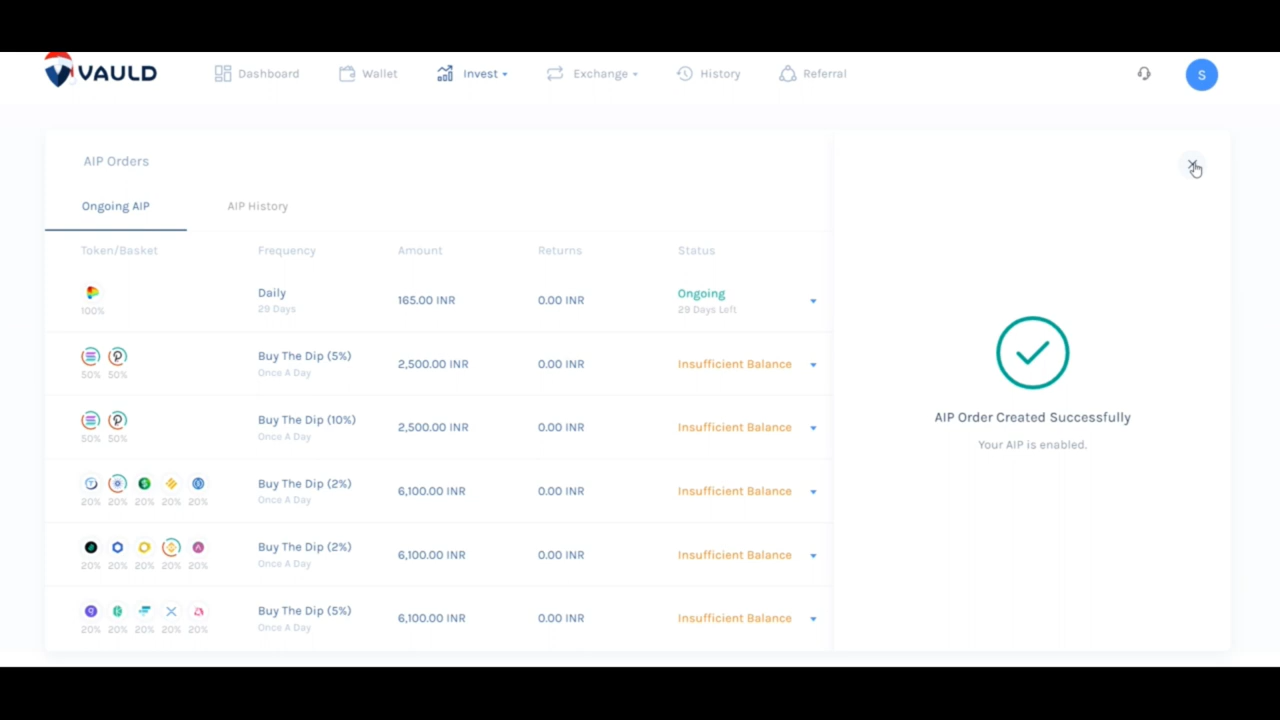 VAULD Dashboard Wallet Invest Exchange History Referral S
AIP Orders
Ongoing AIP AIP History
Token/Basket Frequency Amount Returns Status
Daily 165.00 INR 0.00 INR Ongoing
100% 29 Days 29 Days Left
Buy The Dip (5%) 2,500.00 INR 0.00 INR Insufficient Balance
50% 50% Once A Day
Buy The Dip (10%) 2,500.00 INR 0.00 INR Insufficient Balance
50% 50% Once A Day
Buy The Dip (2%) 6,100.00 INR 0.00 INR Insufficient Balance
20% 20% 20% 20% 20% Once A Day
Buy The Dip (2%) 6,100.00 INR 0.00 INR Insufficient Balance
20% 20% 20% 20% 20% Once A Day
Buy The Dip (5%) 6,100.00 INR 0.00 INR Insufficient Balance
20% 20% 20% 20% 20% Once A Day
AIP Order Created Successfully
Your AIP is enabled.